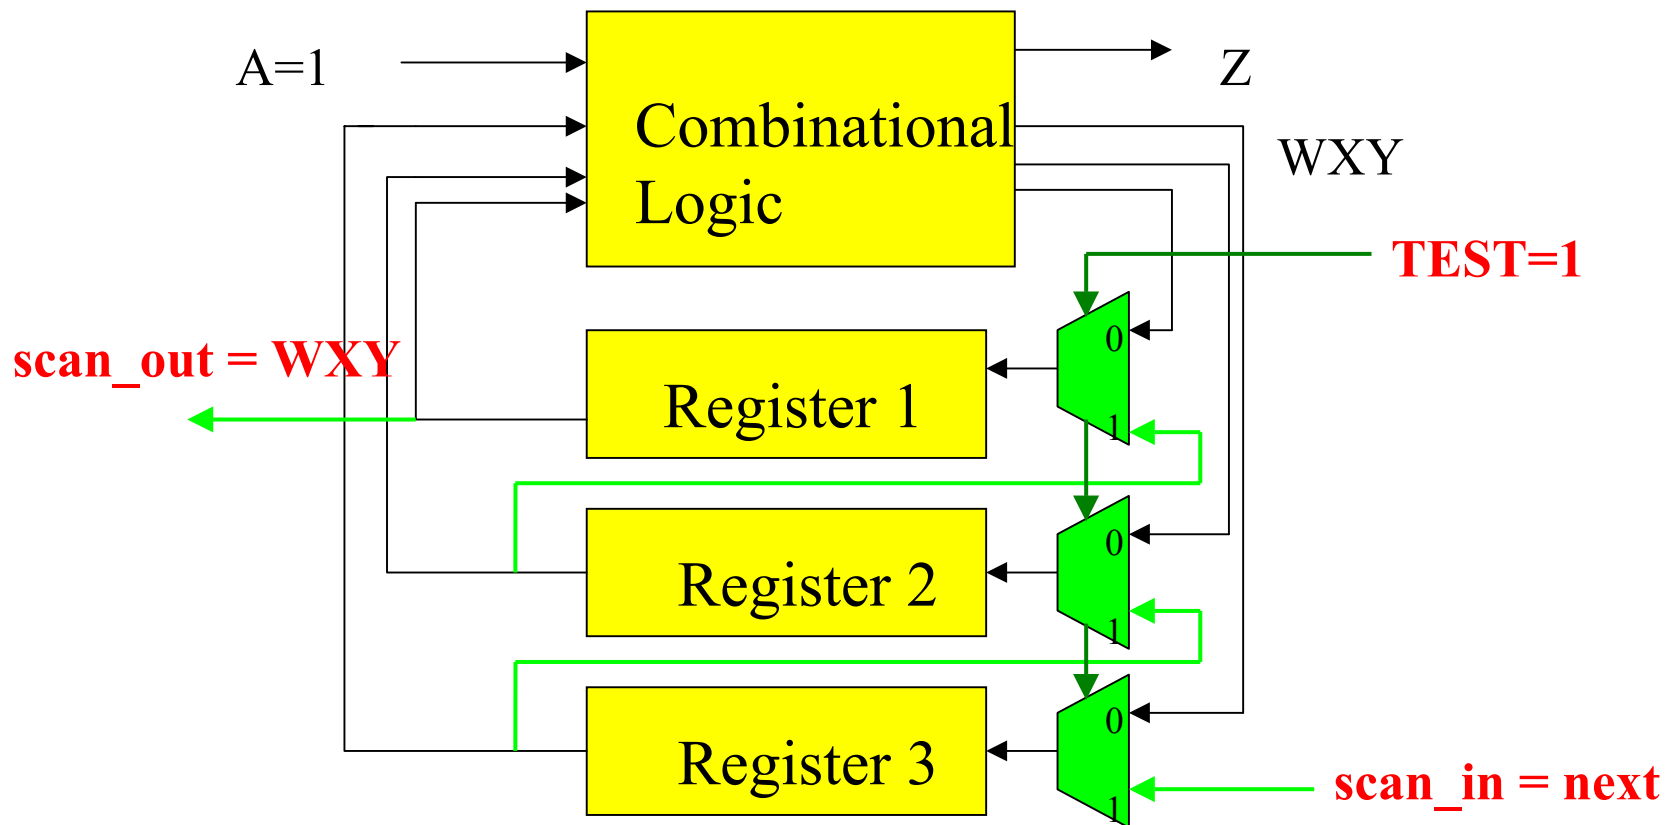 A=1
Z
Combinational
Logic
WXY
TEST=1
0
scan_out = WXY
Register 1
1
0
Register 2
1
0
Register 3
scan_in = next
1